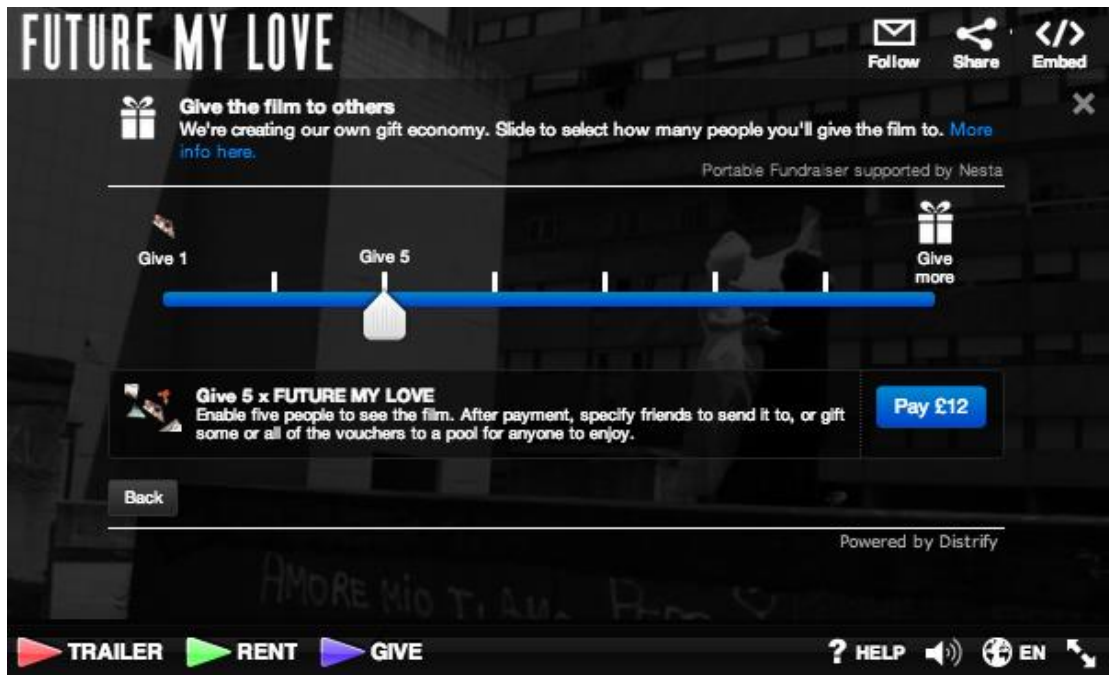 FUTURE MY LOVE
Follow
Share
Embed
Give the film to others
We're creating our own gift economy. Slide to select how many people you'll give the film to. More
info here.
Portable Fundraiser supported by Nesta
Give 1
Give 5
Give
more
Give 5 x FUTURE MY LOVE
Enable five people to see the film. After payment, specify friends to send it to, or gift
some or all of the vouchers to a pool for anyone to enjoy.
Pay £12
Back
Powered by Distrify
AMORE MIO
TRAILER
RENT
GIVE
? HELP
EN